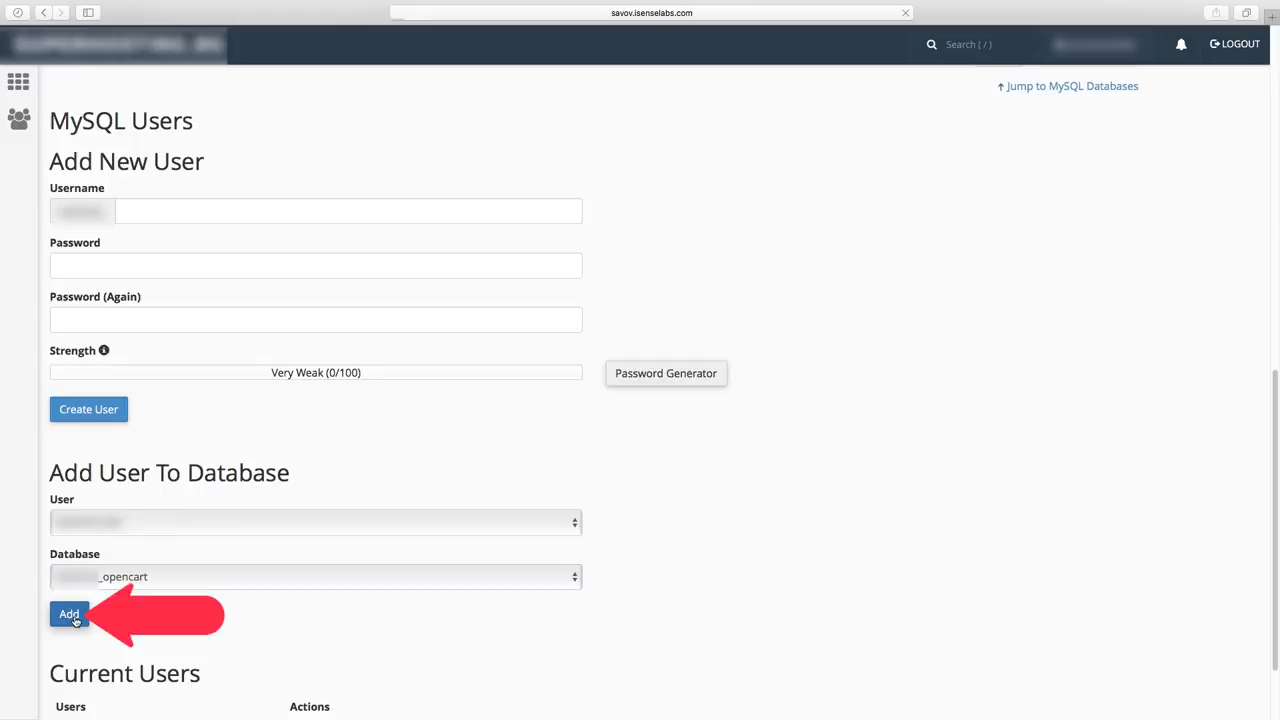 savov.isenselabs.com
Search ( / )
LOGOUT
Jump to MySQL Databases
MySQL Users
Add New User
Username
Password
Password (Again)
Strength
Very Weak (0/100)
Password Generator
Create User
Add User To Database
User
Database
_opencart
Add
Current Users
Users
Actions